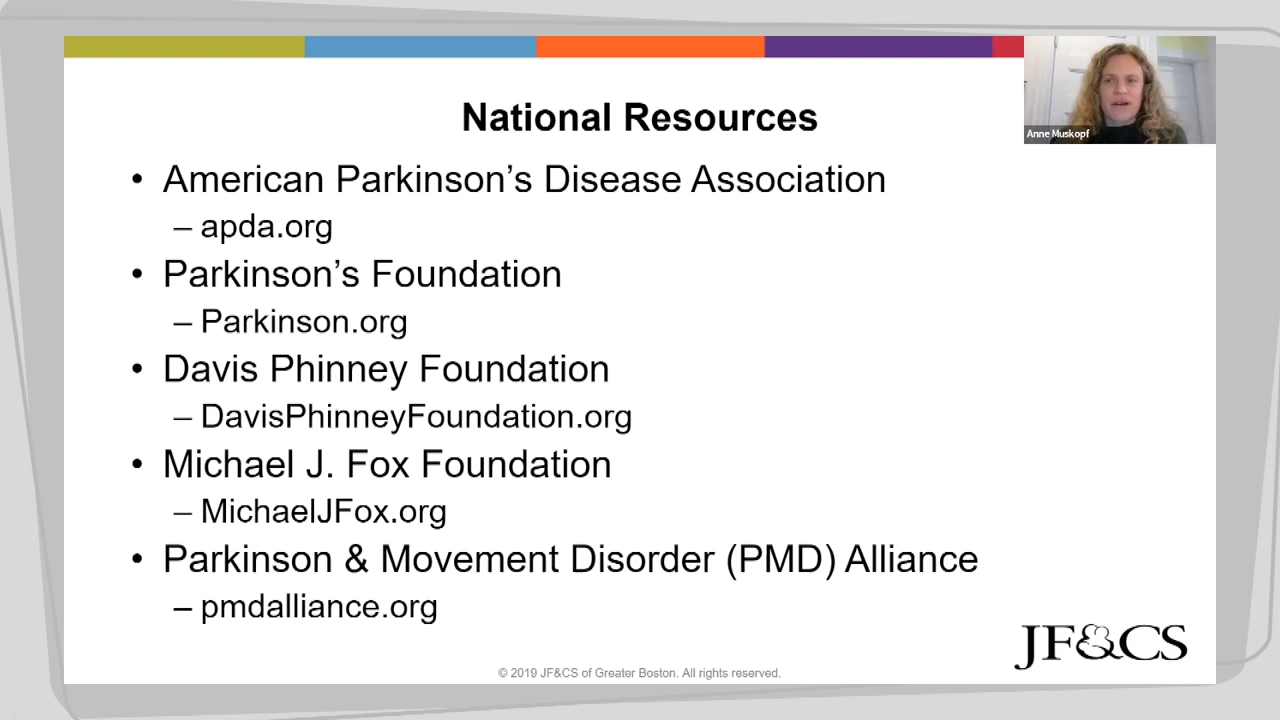 National Resources
Anne Muskopf
• American Parkinson’s Disease Association
– apda.org
• Parkinson’s Foundation
– Parkinson.org
• Davis Phinney Foundation
– DavisPhinneyFoundation.org
• Michael J. Fox Foundation
– MichaelJFox.org
• Parkinson & Movement Disorder (PMD) Alliance
– pmdalliance.org
JF&CS
© 2019 JF&CS of Greater Boston. All rights reserved.